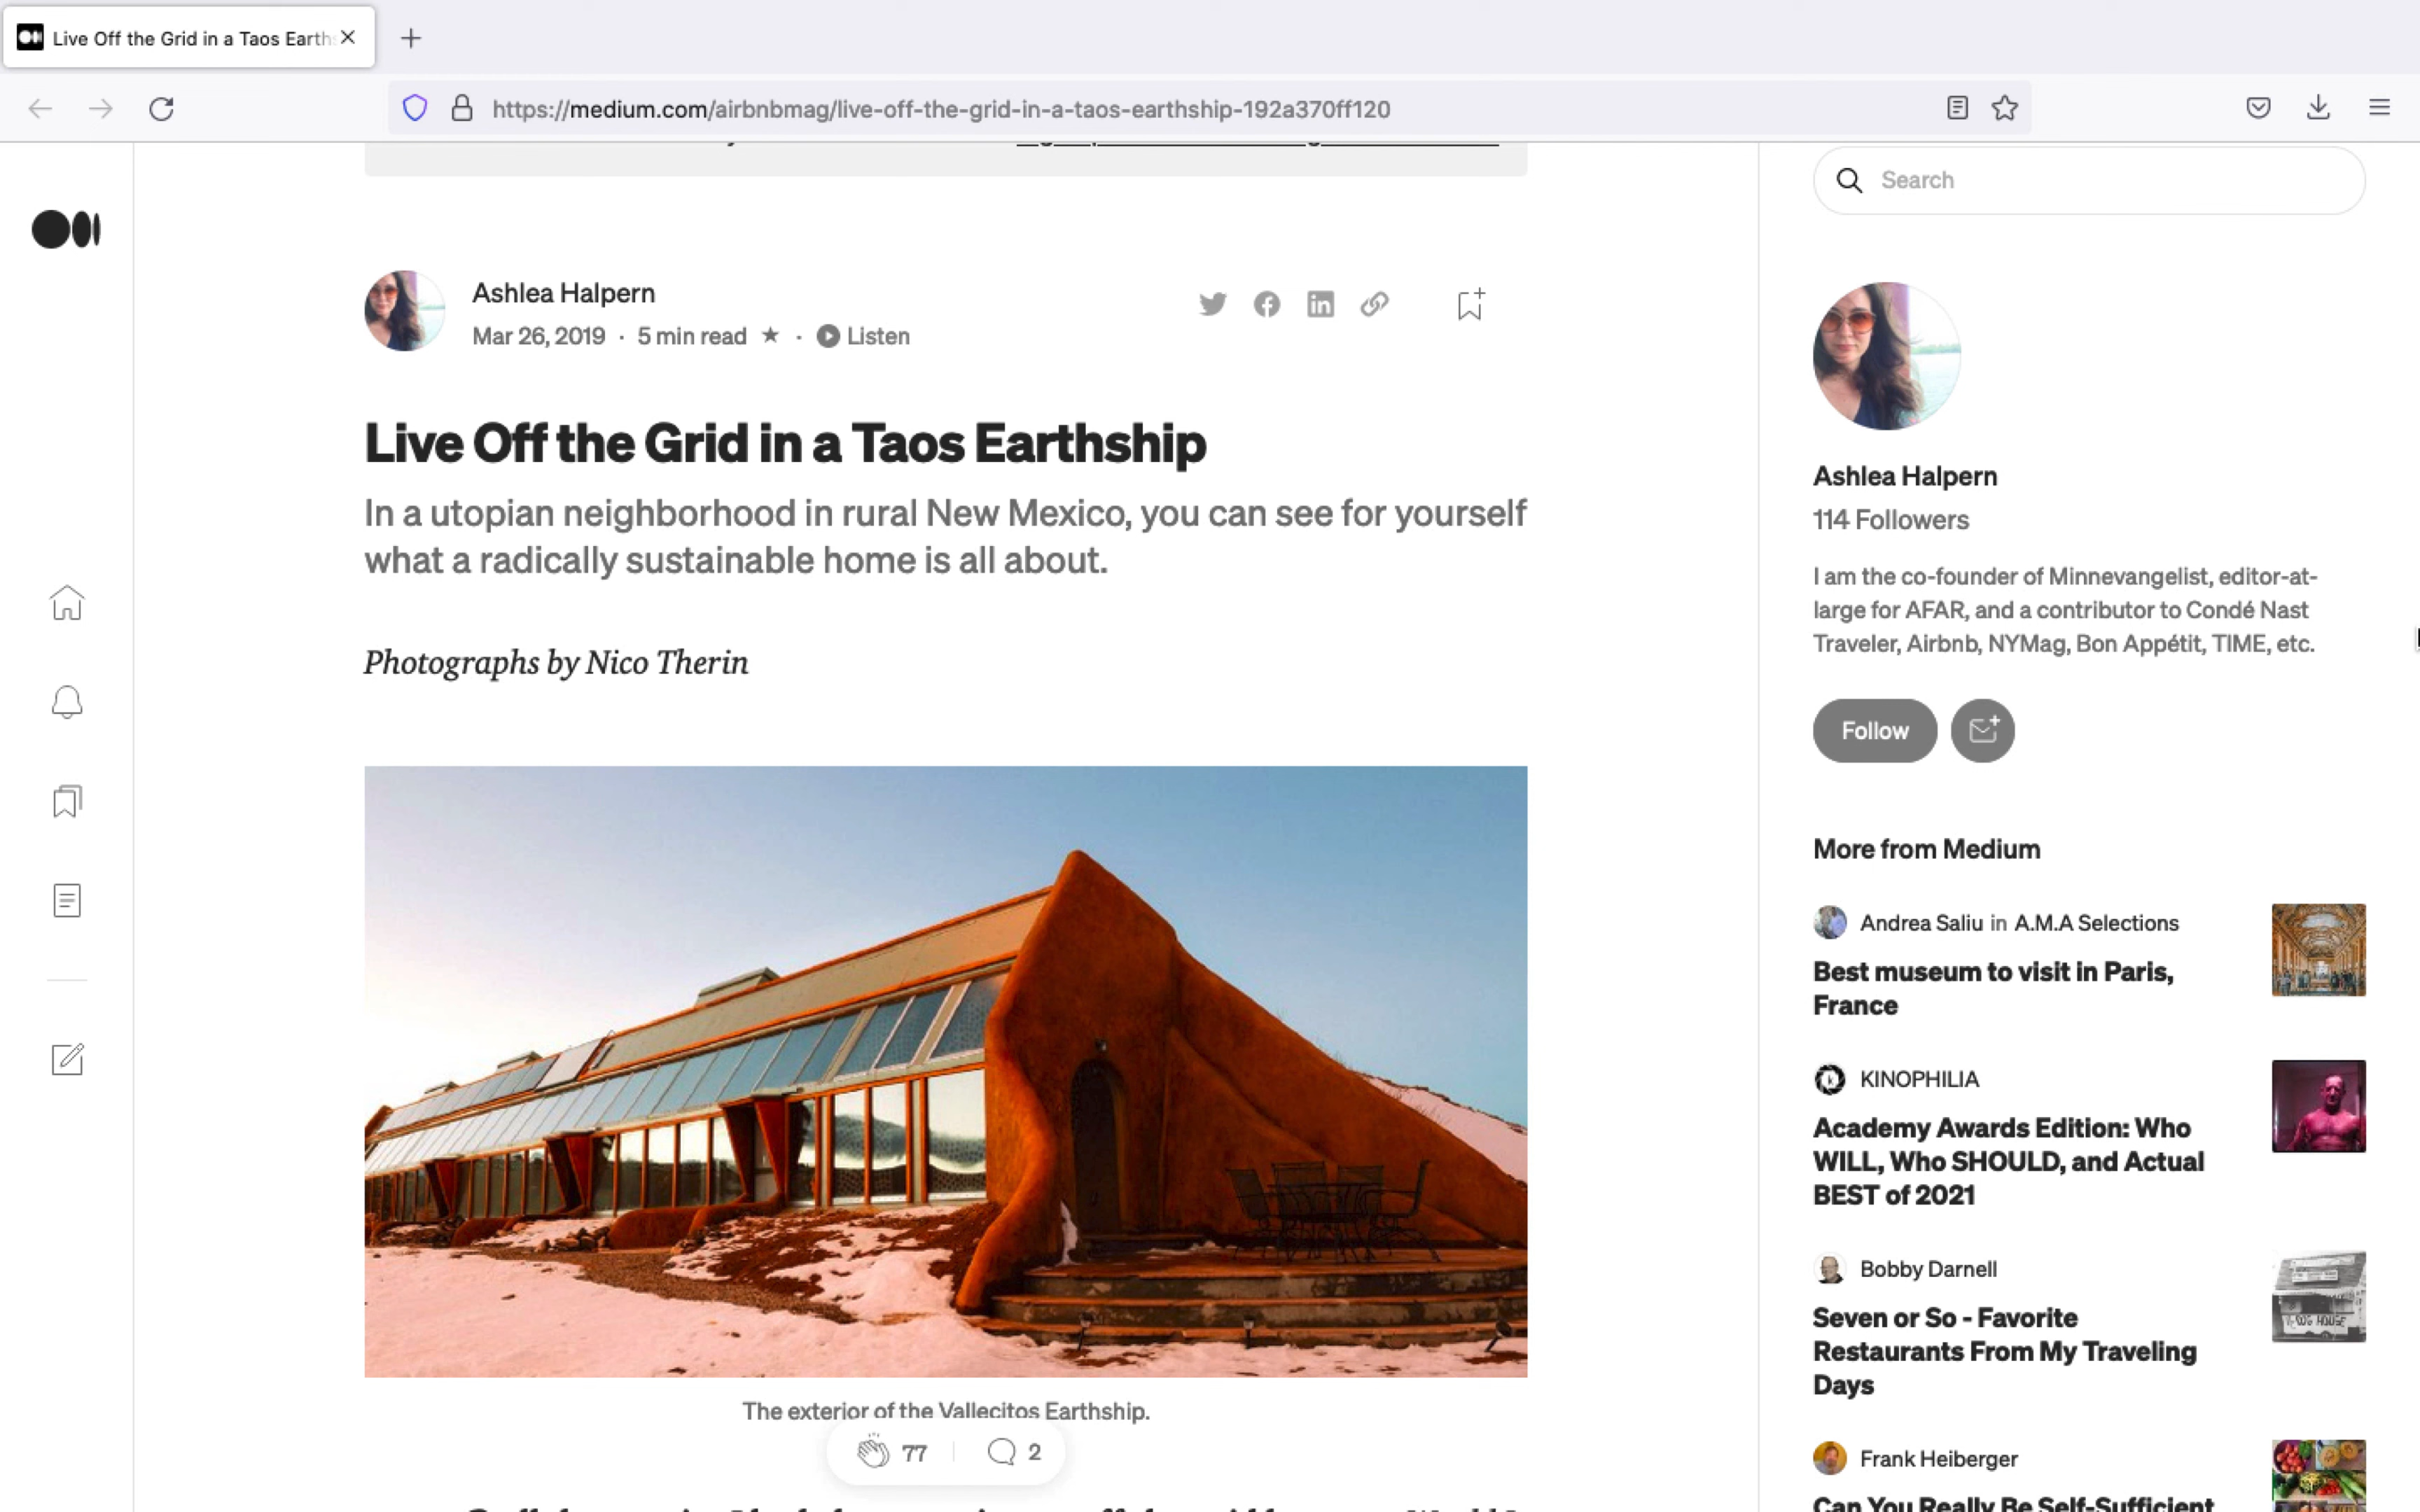 Live Off the Grid in a Taos Earths
https://medium.com/airbnbmag/live-off-the-grid-in-a-taos-earthship-192a370ff120
Search
Ashlea Halpern
Mar 26, 2019 · 5 min read ★ · Listen
Live Off the Grid in a Taos Earthship
In a utopian neighborhood in rural New Mexico, you can see for yourself
what a radically sustainable home is all about.
Photographs by Nico Therin
The exterior of the Vallecitos Earthship.
77
2
Ashlea Halpern
114 Followers
I am the co-founder of Minnevangelist, editor-at-
large for AFAR, and a contributor to Condé Nast
Traveler, Airbnb, NYMag, Bon Appétit, TIME, etc.
Follow
More from Medium
Andrea Saliu in A.M.A Selections
Best museum to visit in Paris,
France
KINOPHILIA
Academy Awards Edition: Who
WILL, Who SHOULD, and Actual
BEST of 2021
Bobby Darnell
Seven or So - Favorite
Restaurants From My Traveling
Days
Frank Heiberger
Can You Really Be Self-Sufficient